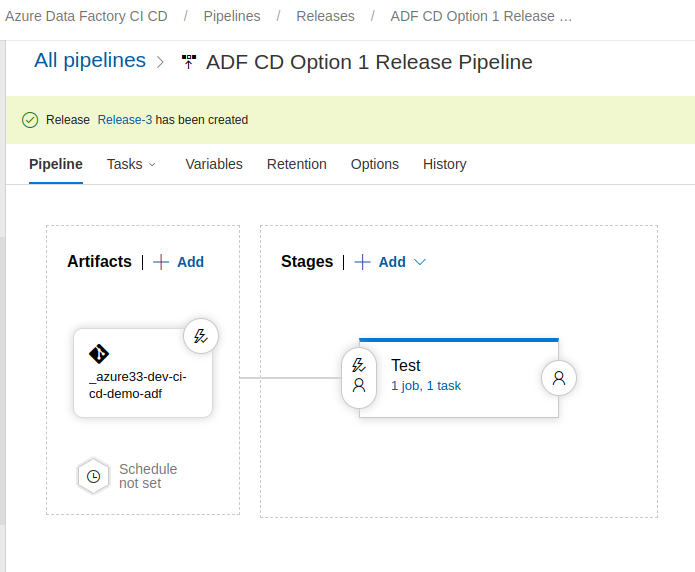 Azure Data Factory CI CD / Pipelines / Releases / ADF CD Option 1 Release ...
All pipelines > ADF CD Option 1 Release Pipeline
Release Release-3 has been created
Pipeline Tasks Variables Retention Options History
Artifacts | + Add
Stages | + Add
_azure33-dev-ci-
cd-demo-adf
Schedule
not set
Test
1 job, 1 task